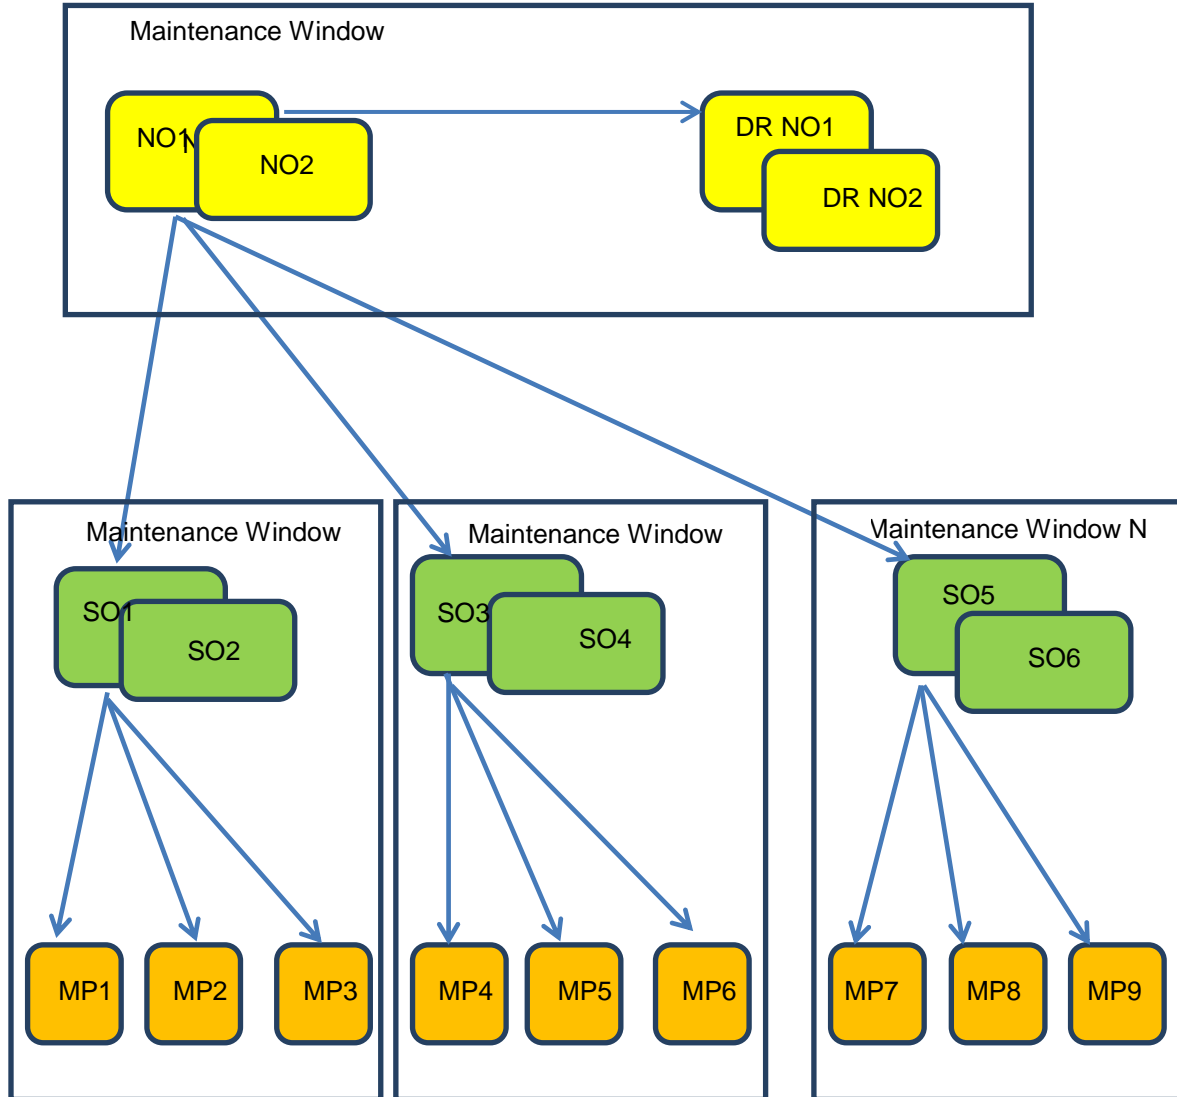 Maintenance Window
NO1
NO2
DR NO1
DR NO2
Maintenance Window
SO1
SO2
MP1
MP2
MP3
Maintenance Window
SO3
SO4
MP4
MP5
MP6
Maintenance Window N
SO5
SO6
MP7
MP8
MP9